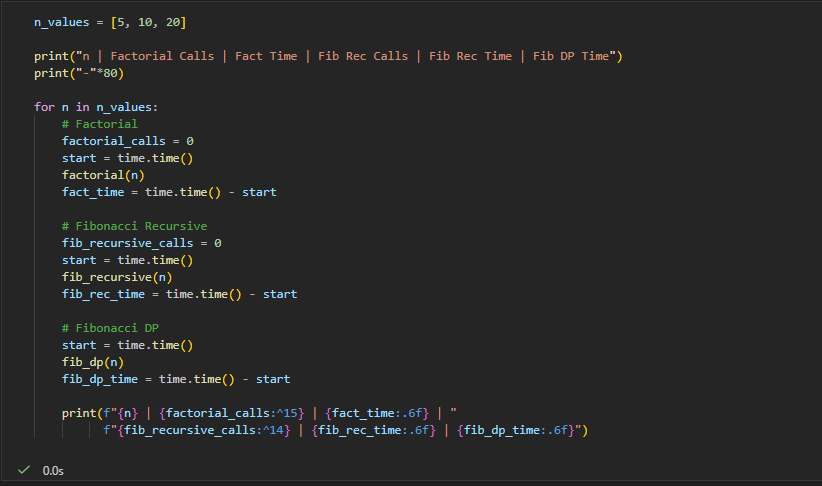 n_values = [5, 10, 20]
print("n | Factorial Calls | Fact Time | Fib Rec Calls | Fib Rec Time | Fib DP Time")
print("-"*80)
for n in n_values:
    # Factorial
    factorial_calls = 0
    start = time.time()
    factorial(n)
    fact_time = time.time() - start
    # Fibonacci Recursive
    fib_recursive_calls = 0
    start = time.time()
    fib_recursive(n)
    fib_rec_time = time.time() - start
    # Fibonacci DP
    start = time.time()
    fib_dp(n)
    fib_dp_time = time.time() - start
    print(f"{n} | {factorial_calls:^15} | {fact_time:.6f} | "
          f"{fib_recursive_calls:^14} | {fib_rec_time:.6f} | {fib_dp_time:.6f}")
0.0s